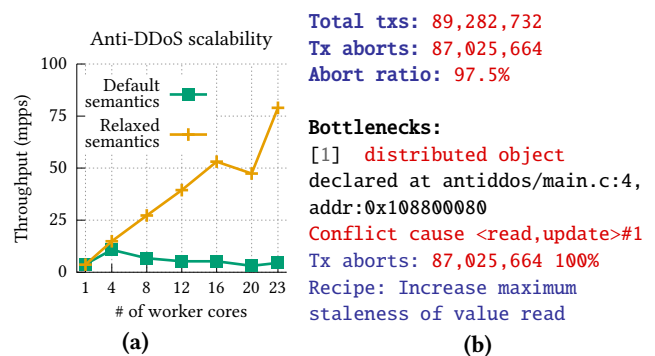 Anti-DDoS scalability
Throughput (mpps)
100
75
50
25
0
Default
semantics
Relaxed
semantics
1 4 8 12 16 20 23
# of worker cores
(a)
Total txs: 89,282,732
Tx aborts: 87,025,664
Abort ratio: 97.5%
Bottlenecks:
[1] distributed object
declared at antiddos/main.c:4,
addr:0x108800080
Conflict cause <read,update>#1
Tx aborts: 87,025,664 100%
Recipe: Increase maximum
staleness of value read
(b)